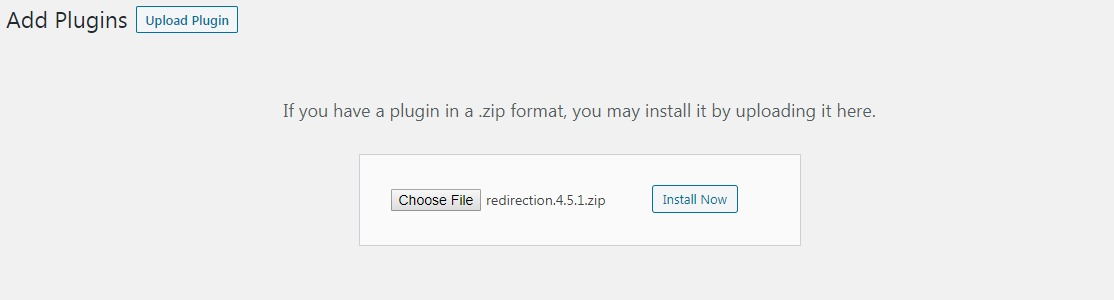 Add Plugins Upload Plugin
If you have a plugin in a .zip format, you may install it by uploading it here.
Choose File redirection.4.5.1.zip Install Now